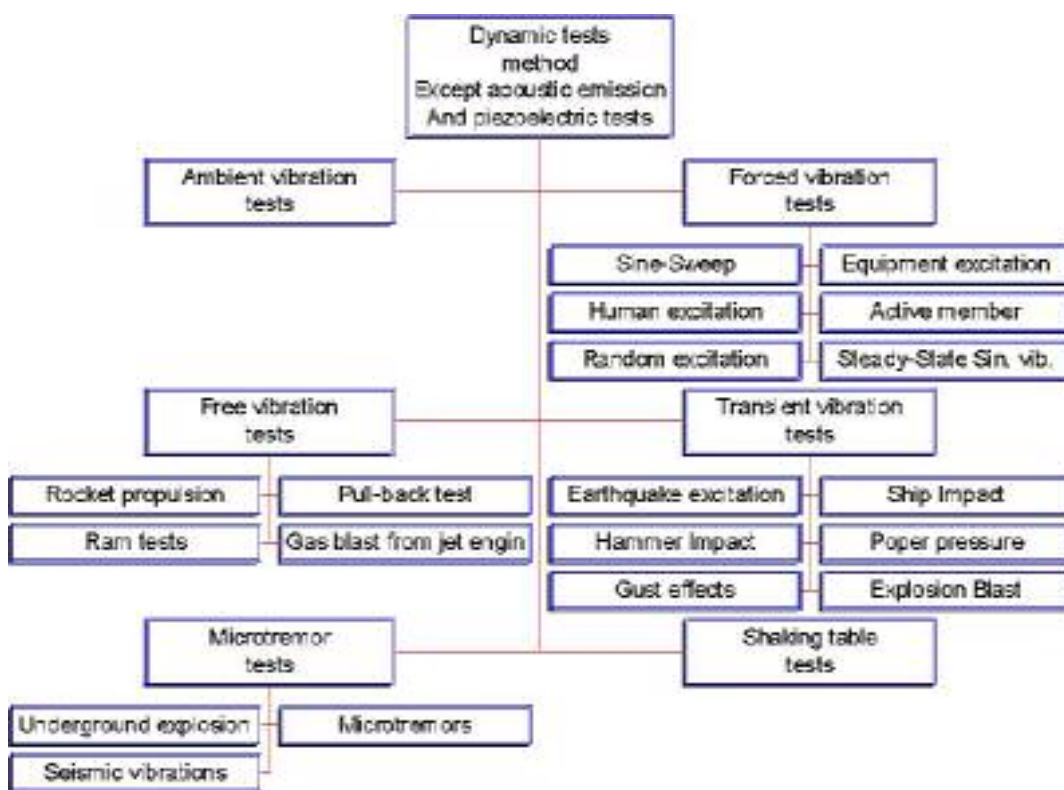 Dynamic tests
method
Except acoustic emission
And piezoelectric tests
Ambient vibration
tests
Forced vibration
tests
Sine-Sweep
Equipment excitation
Human excitation
Active member
Random excitation
Steady-State Sin. vib.
Free vibration
tests
Transient vibration
tests
Rocket propulsion
Pull-back test
Earthquake excitation
Ship Impact
Ram tests
Gas blast from jet engin
Hammer Impact
Poper pressure
Gust effects
Explosion Blast
Microtremor
tests
Shaking table
tests
Underground explosion
Microtremors
Seismic vibrations